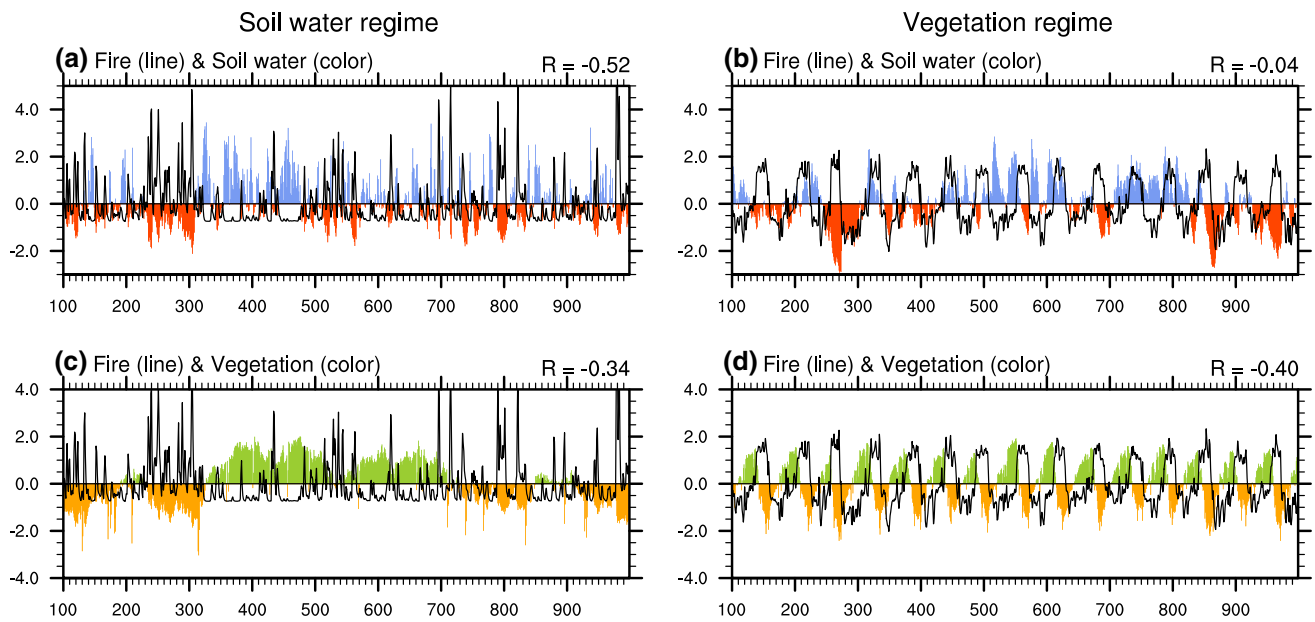 Soil water regime
Vegetation regime
(a) Fire (line) & Soil water (color) R = -0.52
4.0
2.0
0.0
-2.0
100 200 300 400 500 600 700 800 900
(b) Fire (line) & Soil water (color) R = -0.04
4.0
2.0
0.0
-2.0
100 200 300 400 500 600 700 800 900
(c) Fire (line) & Vegetation (color) R = -0.34
4.0
2.0
0.0
-2.0
-4.0
100 200 300 400 500 600 700 800 900
(d) Fire (line) & Vegetation (color) R = -0.40
4.0
2.0
0.0
-2.0
-4.0
100 200 300 400 500 600 700 800 900